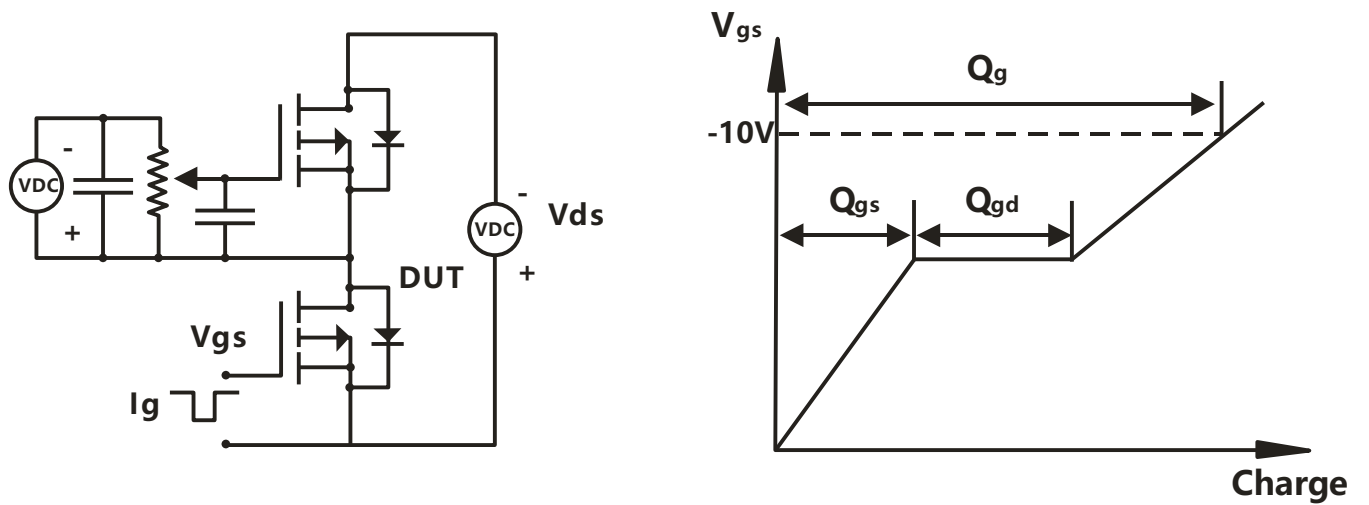 VDC
-
+
Vgs
Ig
DUT
VDC
-
+
Vds
Vgs
Qg
-10V
Qgs
Qgd
Charge